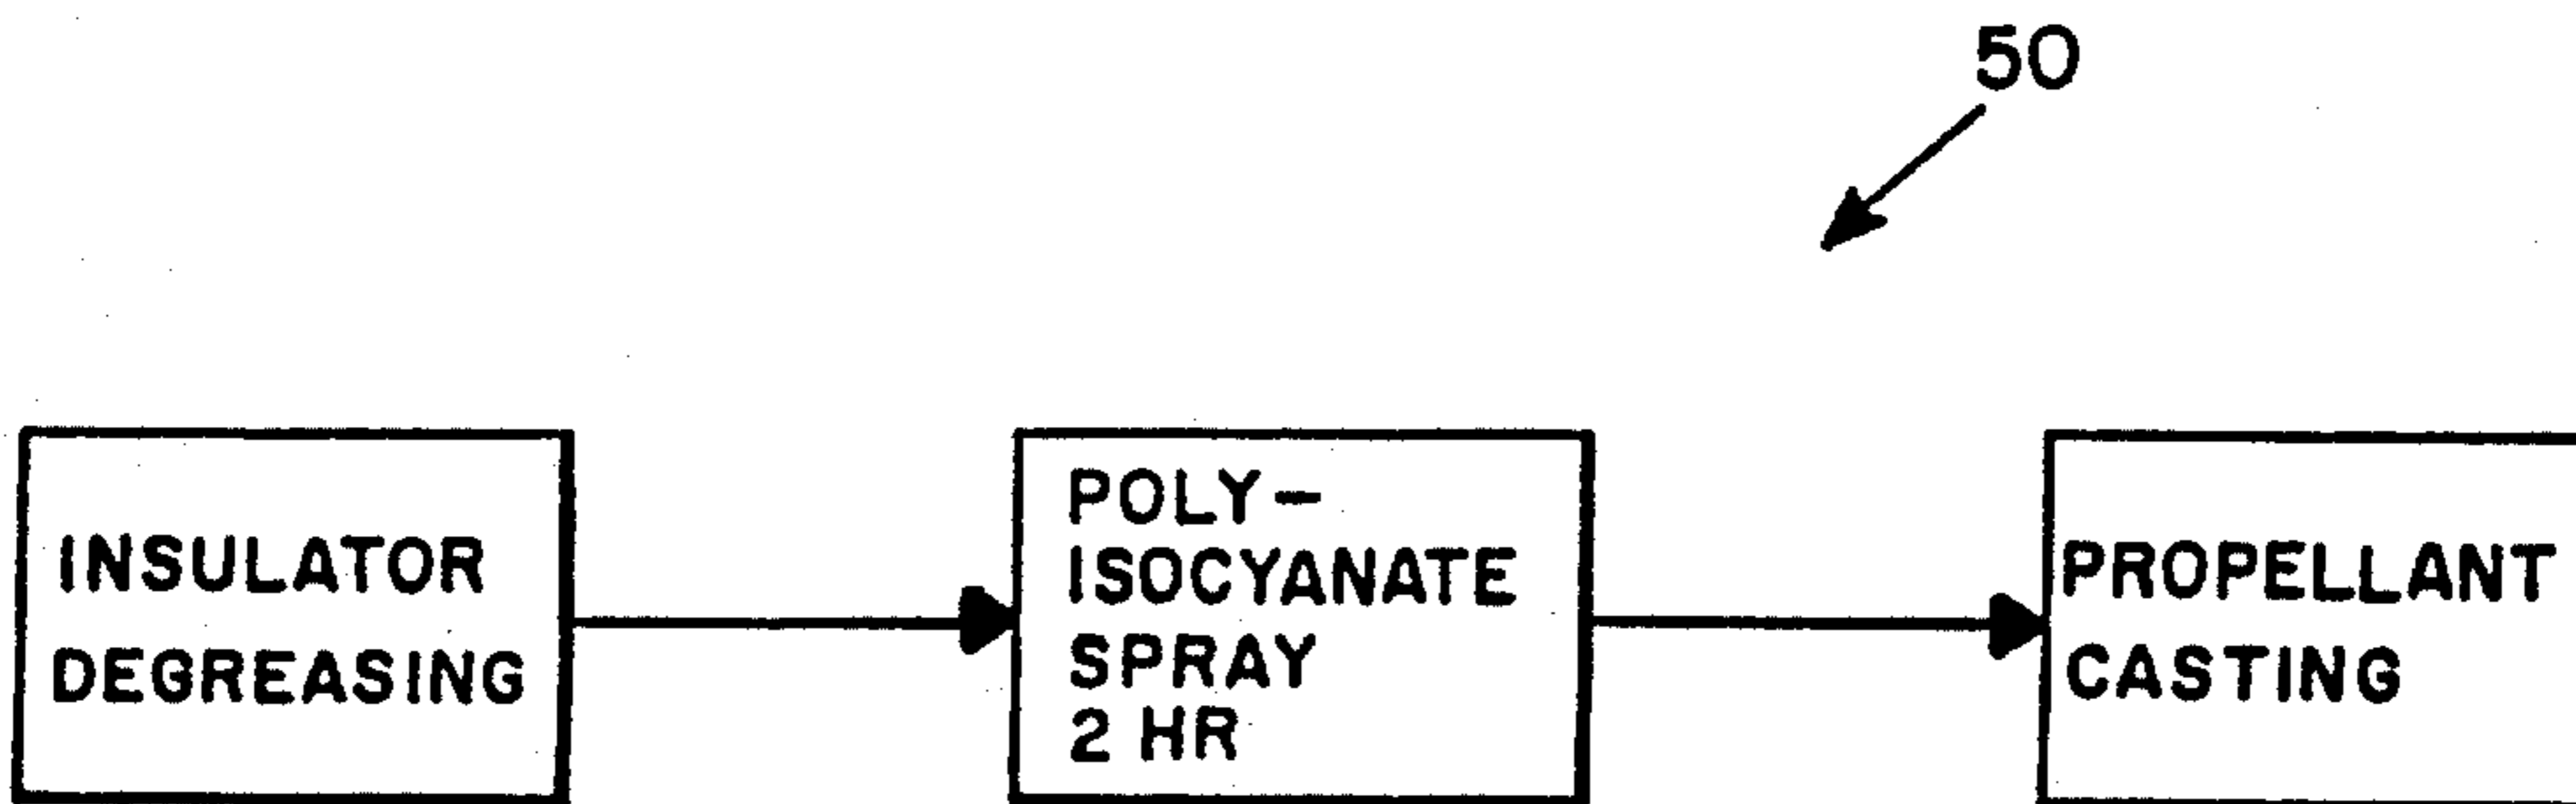 50
INSULATOR
DEGREASING
POLY-
ISOCYANATE
SPRAY
2 HR
PROPELLANT
CASTING